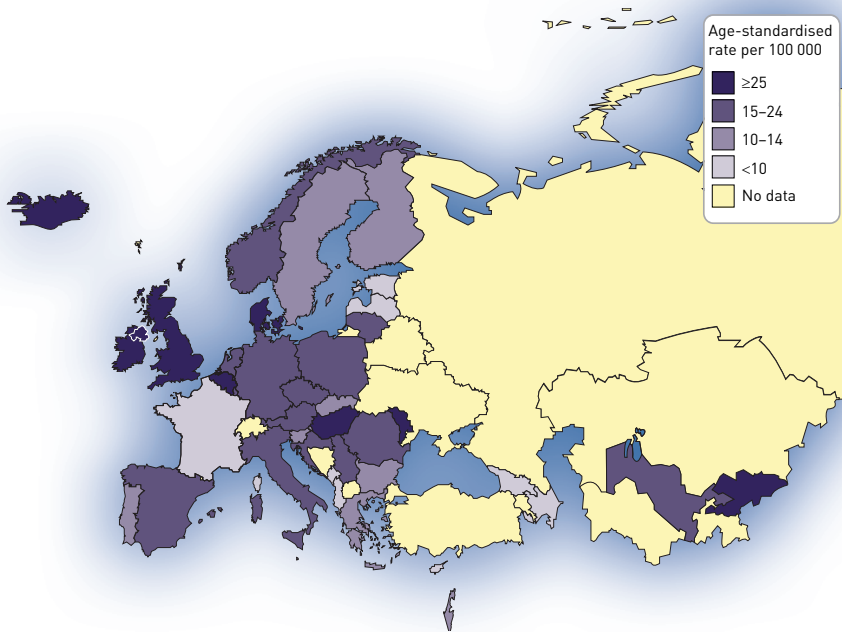 Age-standardised
rate per 100 000
≥25
15–24
10–14
<10
No data